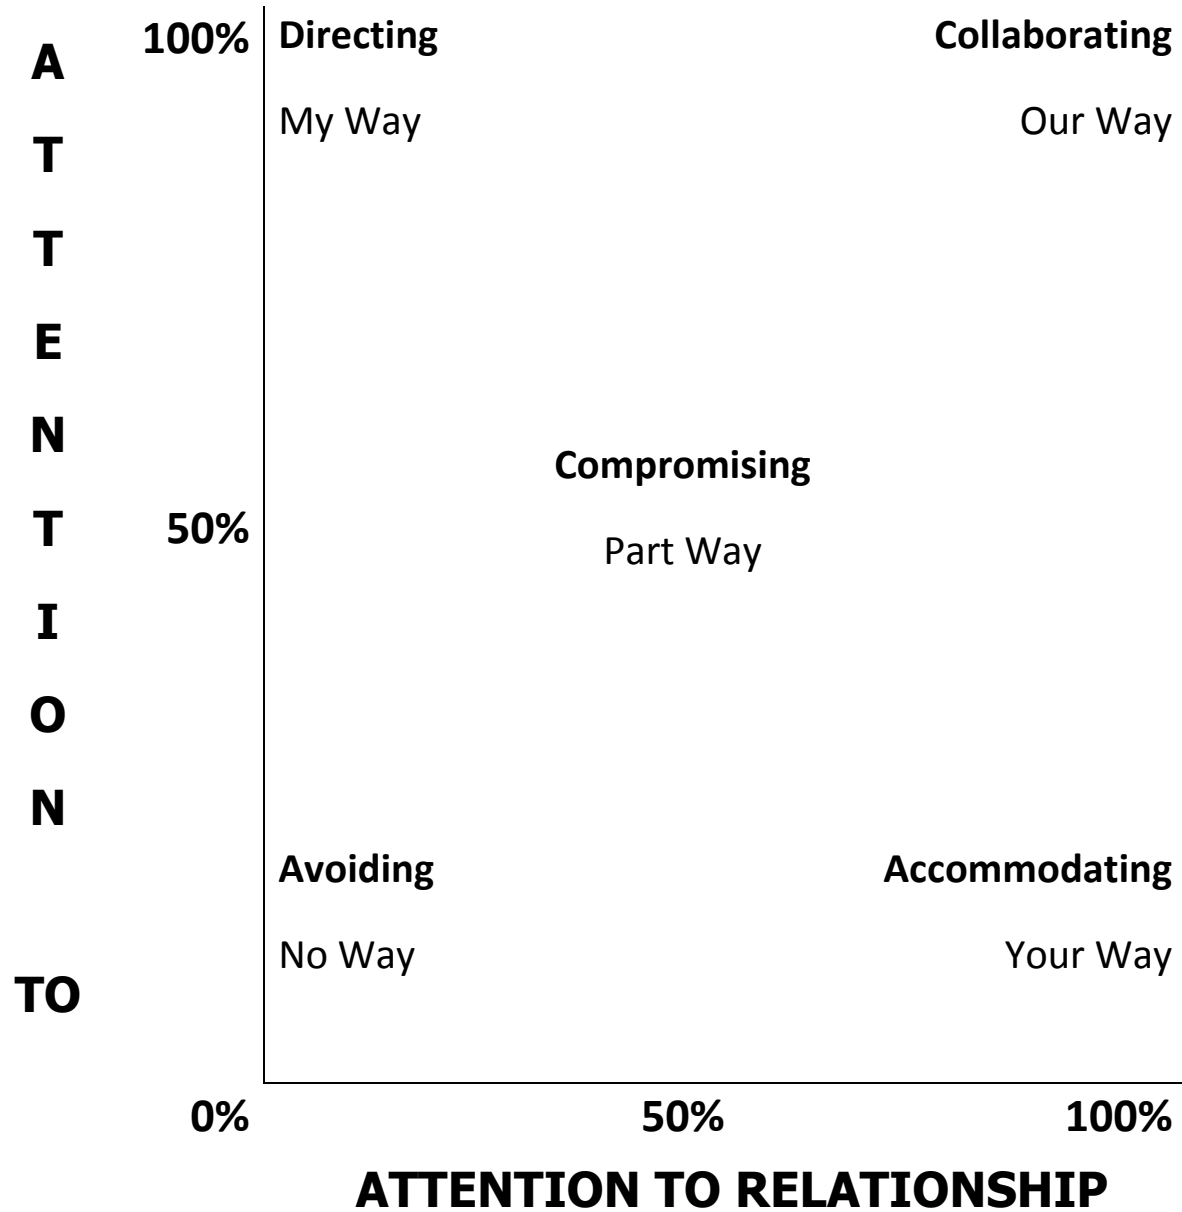 A
T
T
E
N
T
I
O
N
TO
100%
50%
0%
Directing
My Way
Collaborating
Our Way
Compromising
Part Way
Avoiding
No Way
Accommodating
Your Way
50%
100%
ATTENTION TO RELATIONSHIP